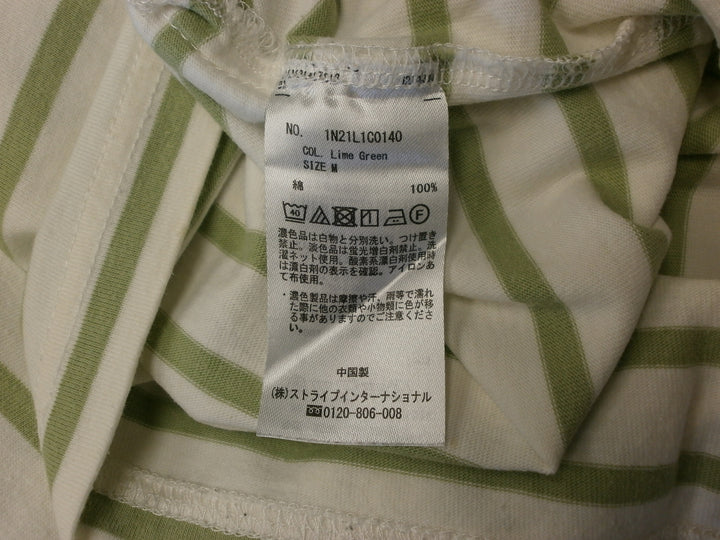 NO. 1N21L1C0140
COL. Lime Green
SIZE M
綿 100%
40
濃色品は白物と分別洗い。つけ置き
禁止。淡色品は蛍光増白剤禁止。洗
濯ネット使用。酸素系漂白剤使用時
は漂白剤の表示を確認。アイロンあ
て布使用。
濃色製品は摩擦や汗、雨等で濡れ
た際に他の衣類や小物類に色が移
る事がありますのでご注意くださ
い。
中国製
(株)ストライプインターナショナル
0120-806-008